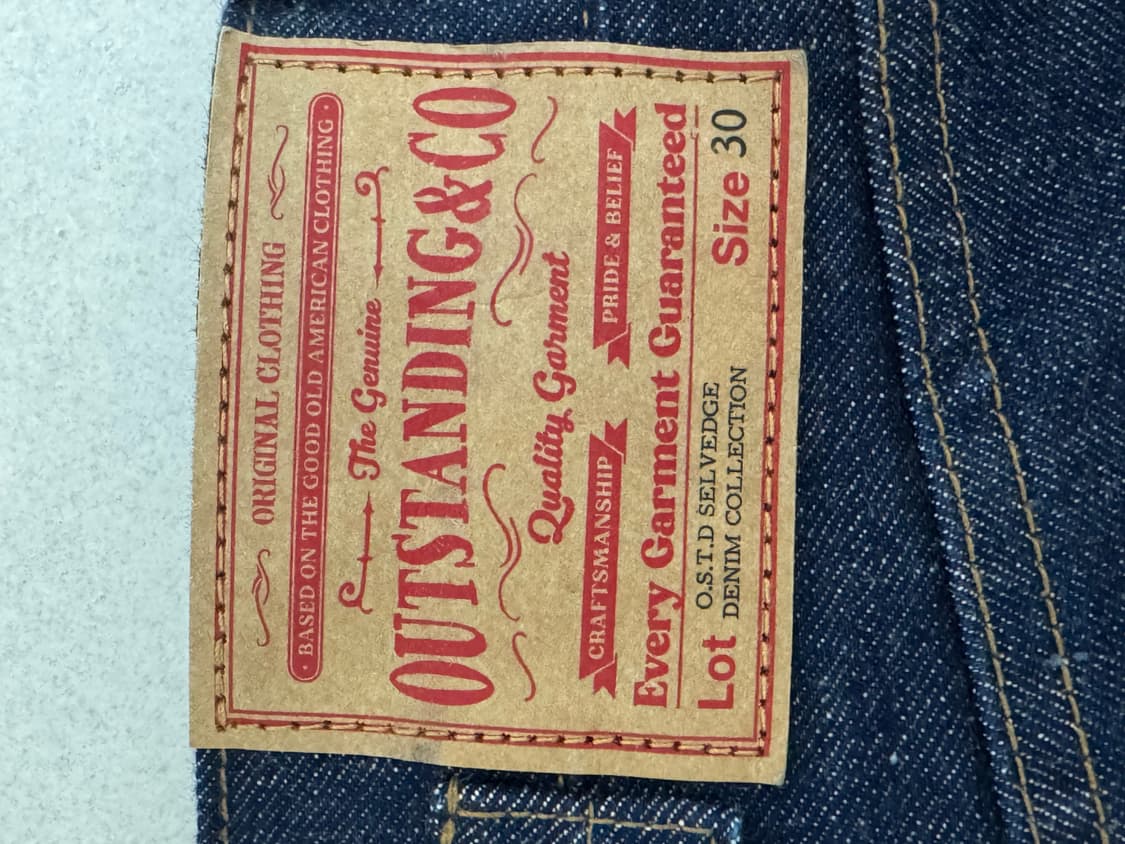 ORIGINAL CLOTHING
· BASED ON THE GOOD OLD AMERICAN CLOTHING ·
The Genuine
OUTSTANDING&CO
Quality Garment
CRAFTSMANSHIP PRIDE & BELIEF
Every Garment Guaranteed
Lot O.S.T.D SELVEDGE
DENIM COLLECTION Size 30